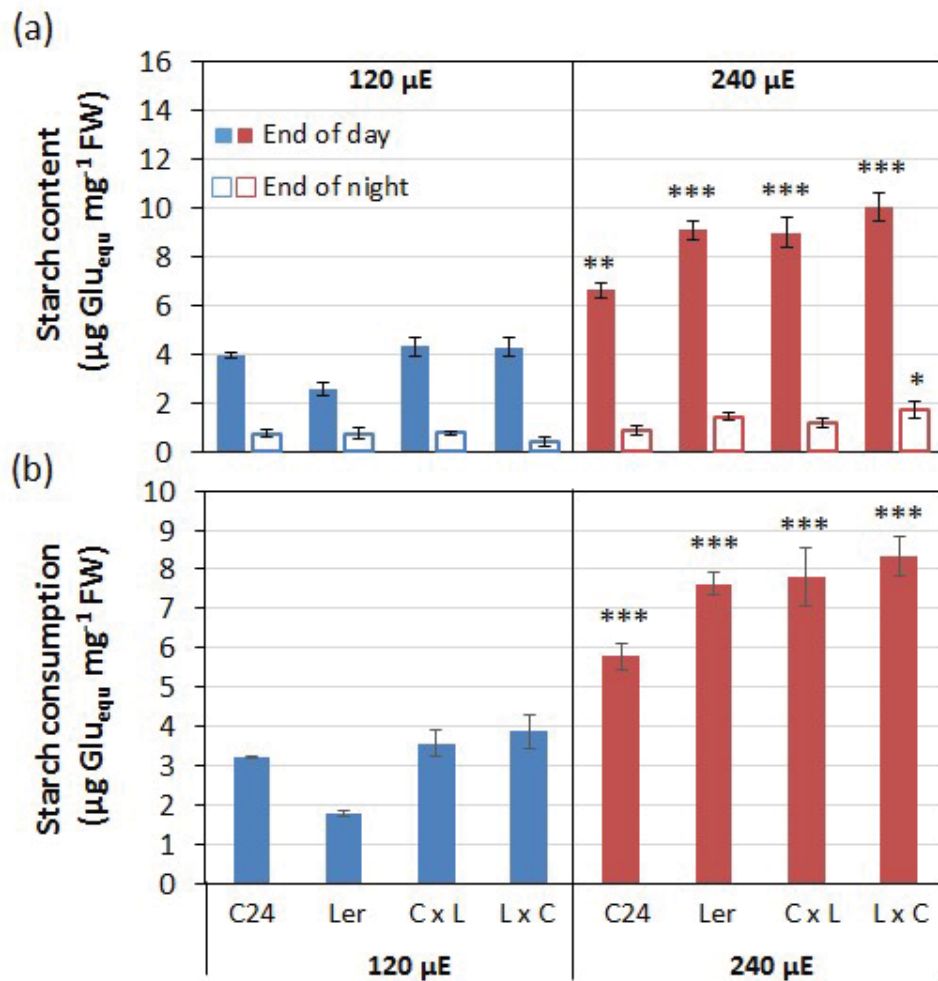 (a)
120 µE
240 µE
Starch content
(µg Glu_equ mg⁻¹ FW)
16
14
12
10
8
6
4
2
0
End of day
End of night
**
***
***
***
*
(b)
Starch consumption
(µg Glu_equ mg⁻¹ FW)
10
9
8
7
6
5
4
3
2
1
0
***
***
***
***
C24 Ler C x L L x C C24 Ler C x L L x C
120 µE
240 µE